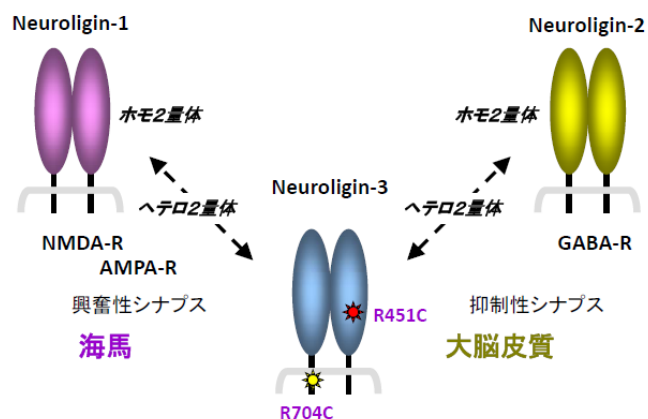 Neuroligin-1
Neuroligin-2
ホモ2量体
ホモ2量体
Neuroligin-3
ヘテロ2量体
ヘテロ2量体
NMDA-R
AMPA-R
GABA-R
興奮性シナプス
抑制性シナプス
R451C
海馬
大脳皮質
R704C